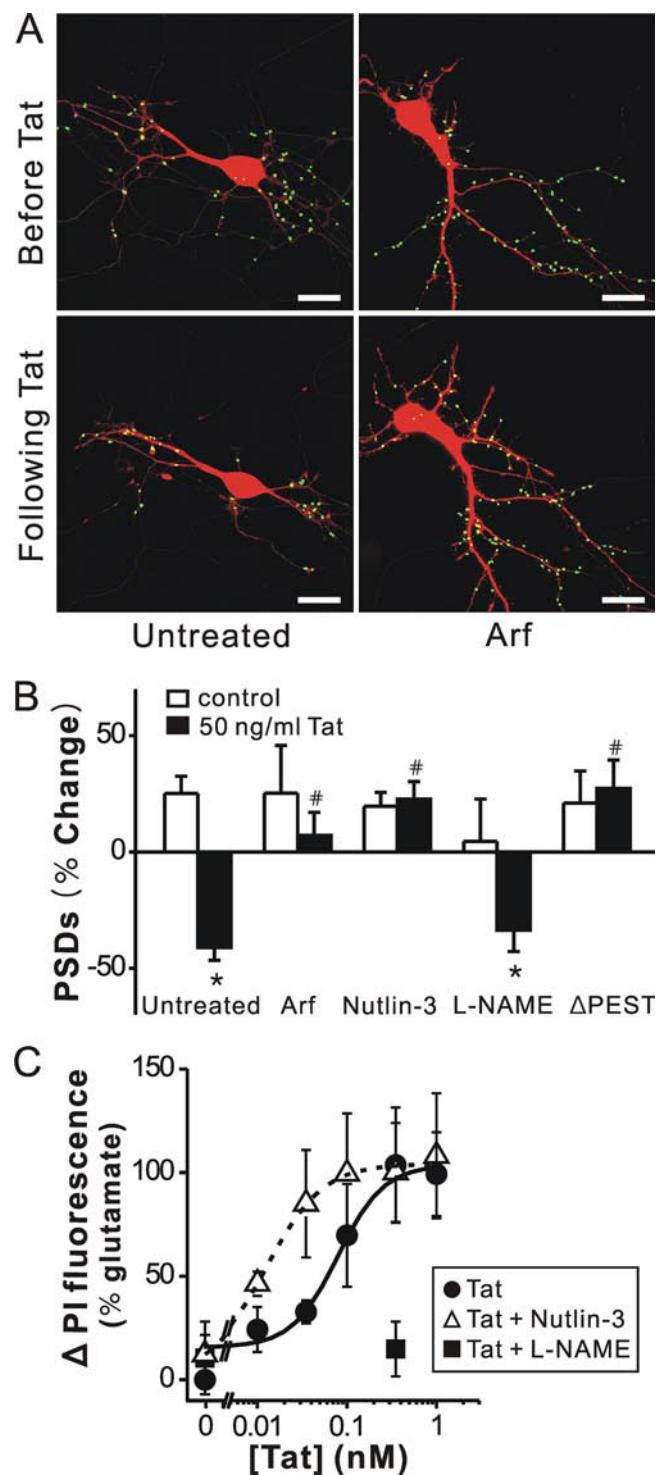 A
Before Tat
Following Tat
Untreated
Arf
B
control
50 ng/ml Tat
PSDs (% Change)
50
0
-50
#
#
#
*
*
Untreated
Arf
Nutlin-3
L-NAME
ΔPEST
C
Δ PI fluorescence
(% glutamate)
150
100
50
0
Tat
Tat + Nutlin-3
Tat + L-NAME
0
0.01
0.1
1
[Tat] (nM)